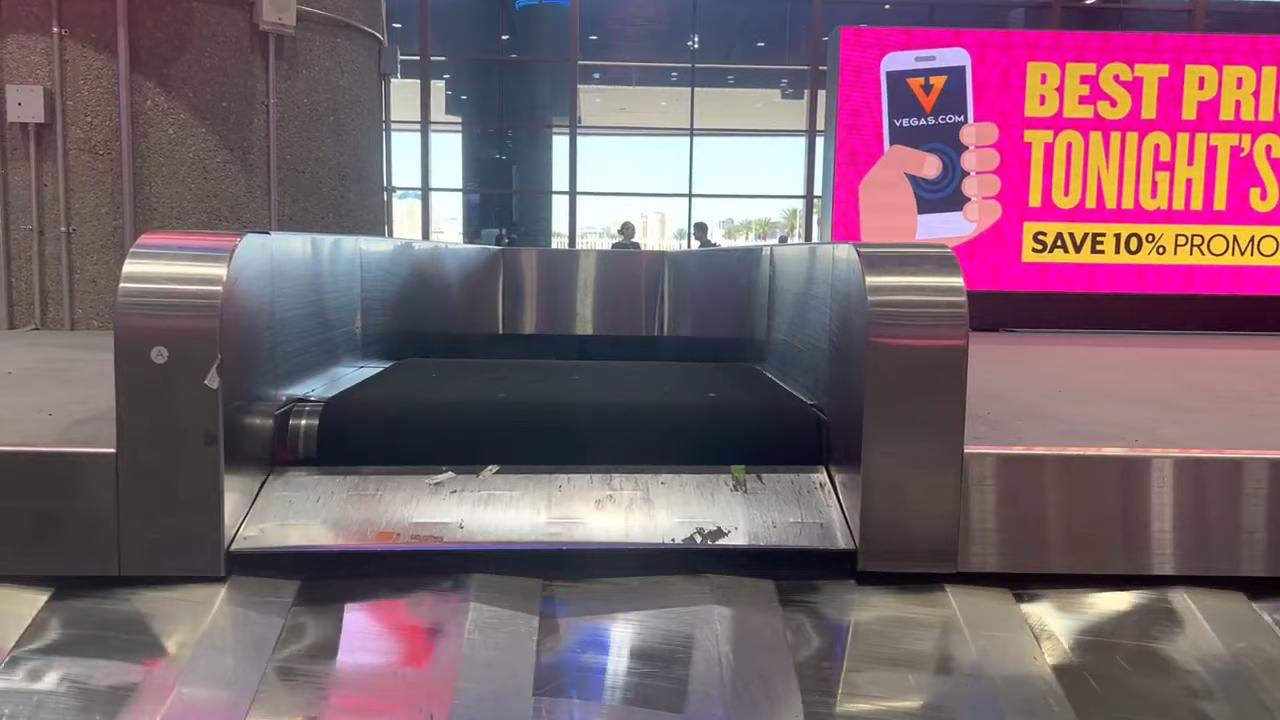 A
VEGAS.COM
BEST PRI
TONIGHT'S
SAVE 10% PROMO